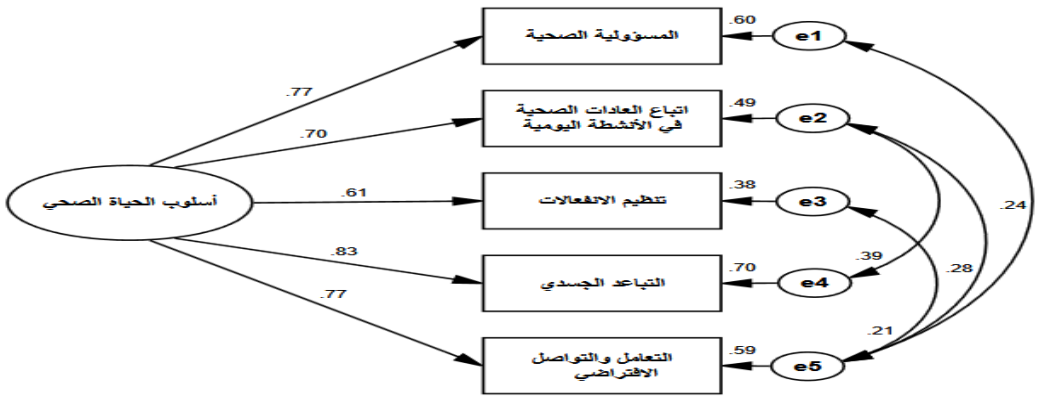 .60
المسؤولية الصحية
e1
.77
.49
اتباع العادات الصحية
في الأنشطة اليومية
e2
.70
.38
تنظيم الانفعالات
e3
.61
أسلوب الحياة الصحي
.24
.83
.70
التباعد الجسدي
e4
.39
.28
.77
.59
التعامل والتواصل
الافتراضي
e5
.21